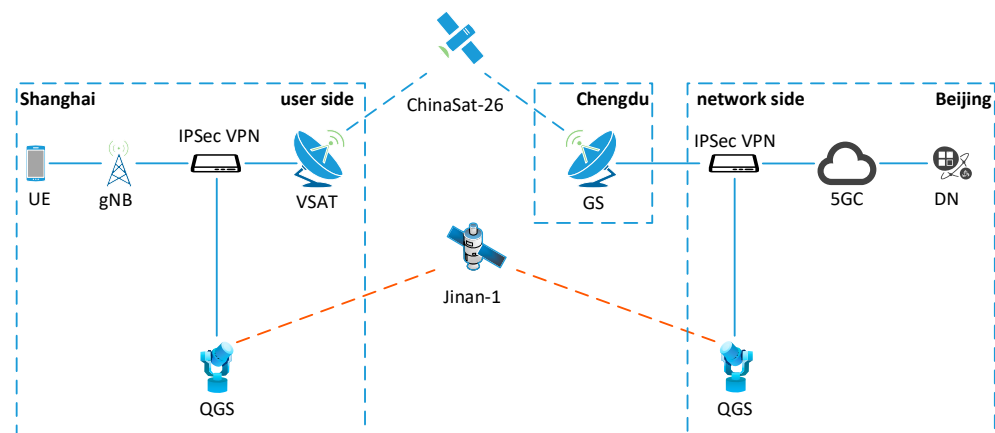 Shanghai
user side
ChinaSat-26
Chengdu
network side
Beijing
IPSec VPN
IPSec VPN
UE
gNB
VSAT
GS
5GC
DN
Jinan-1
QGS
QGS